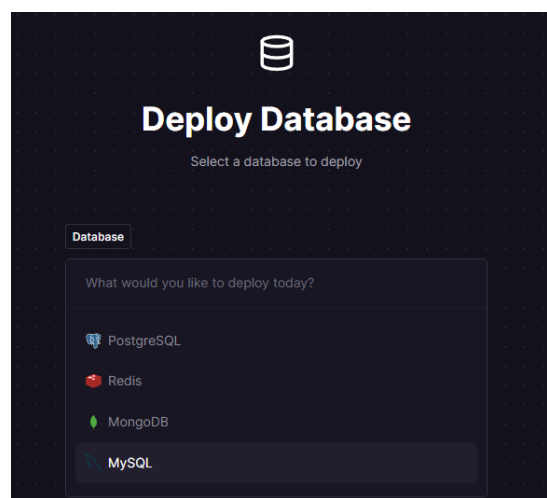 Deploy Database
Select a database to deploy
Database
What would you like to deploy today?
PostgreSQL
Redis
MongoDB
MySQL